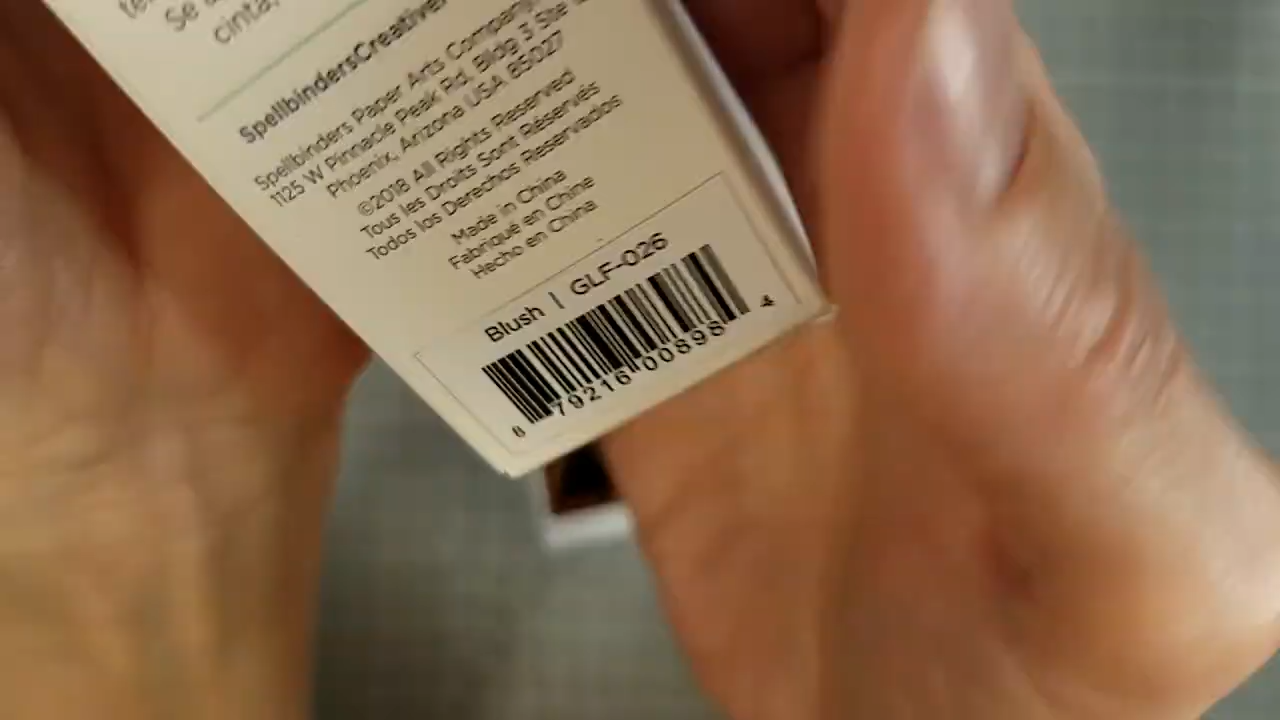 Se
cinta,
SpellbindersCreative
Spellbinders Paper Arts Company
1125 W Pinnacle Peak Rd, Bldg 3 Ste
Phoenix, Arizona USA 85027
©2018 All Rights Reserved
Tous les Droits Sont Réservés
Todos los Derechos Reservados
Made in China
Fabriqué en Chine
Hecho en China
Blush | GLF-026
79216 00898 4